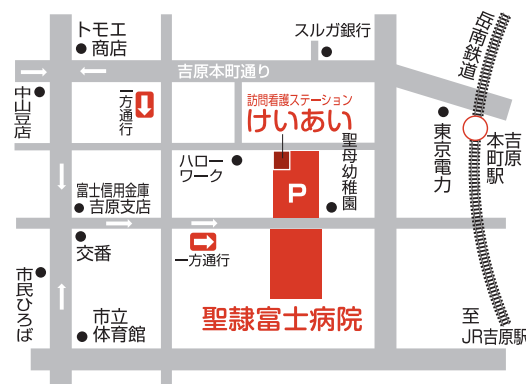 トモエ
商店
スルガ銀行
岳南鉄道
吉原本町通り
中山豆店
一方通行
訪問看護ステーション
けいあい
聖母幼稚園
東京電力
吉原
本町駅
ハロー
ワーク
P
富士信用金庫
吉原支店
交番
一方通行
市民ひろば
市立
体育館
聖隷富士病院
至
JR吉原駅